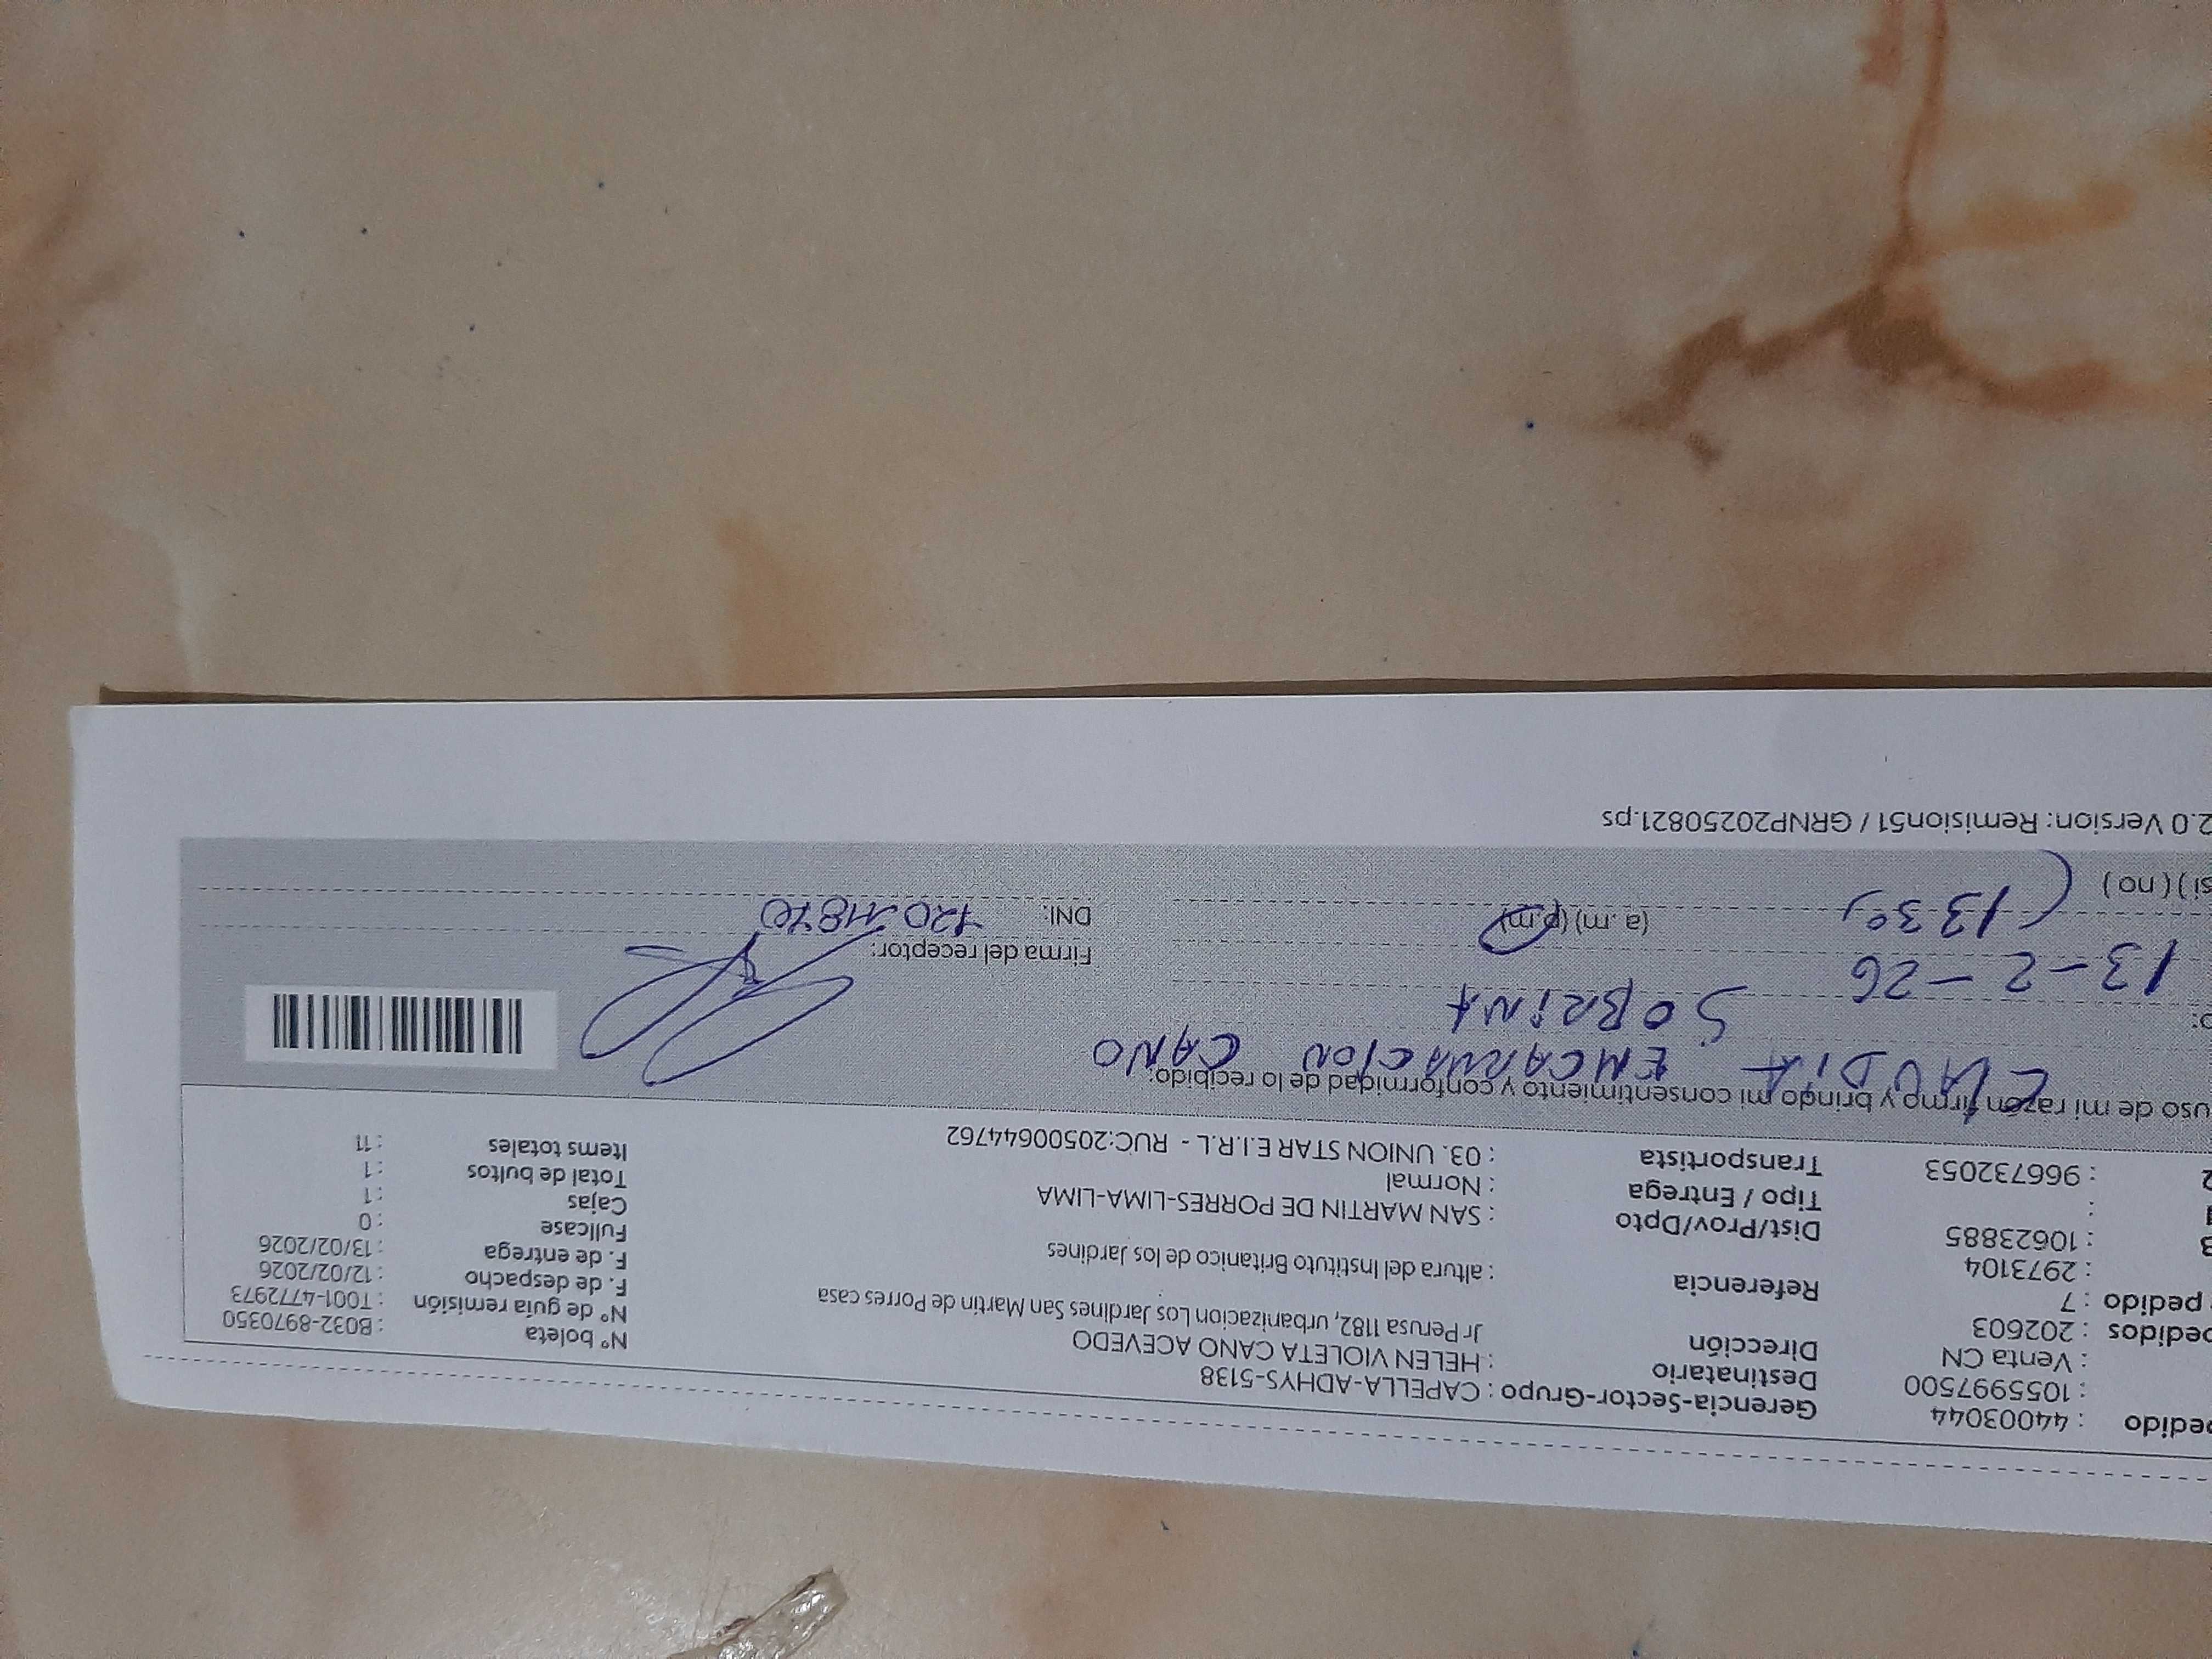 edido : 44003044 Gerencia-Sector-Grupo : CAPELLA-ADHYS-5138
: 1055997500 Destinatario : HELEN VIOLETA CANO ACEVEDO
: Venta CN Dirección Jr Perusa 1182, urbanizacion Los Jardines San Martin de Porres casa
edidos : 202603
pedido : 7 Referencia : altura del Instituto Britanico de los Jardines
: 2973104
3 : 10623885 Dist/Prov/Dpto : SAN MARTIN DE PORRES-LIMA-LIMA
: Tipo / Entrega : Normal
2 : 966732053 Transportista : 03. UNION STAR E.I.R.L - RUC:20500644762
N° boleta : B032-8970350
N° de guía remisión : T001-4772973
F. de despacho : 12/02/2026
F. de entrega : 13/02/2026
Fullcase : 0
Cajas : 1
Total de bultos : 1
Items totales : 11
uso de mi razón firmo y brindo mi consentimiento y conformidad de lo recibido:
CLAUDIA ENCARNACION CANO
o: SOBRINA
13-2-26
Firma del receptor:
si ) ( no ) 1330 (a. m) (p.m)
DNI:
2.0 Version: Remision51 / GRNP20250821.ps